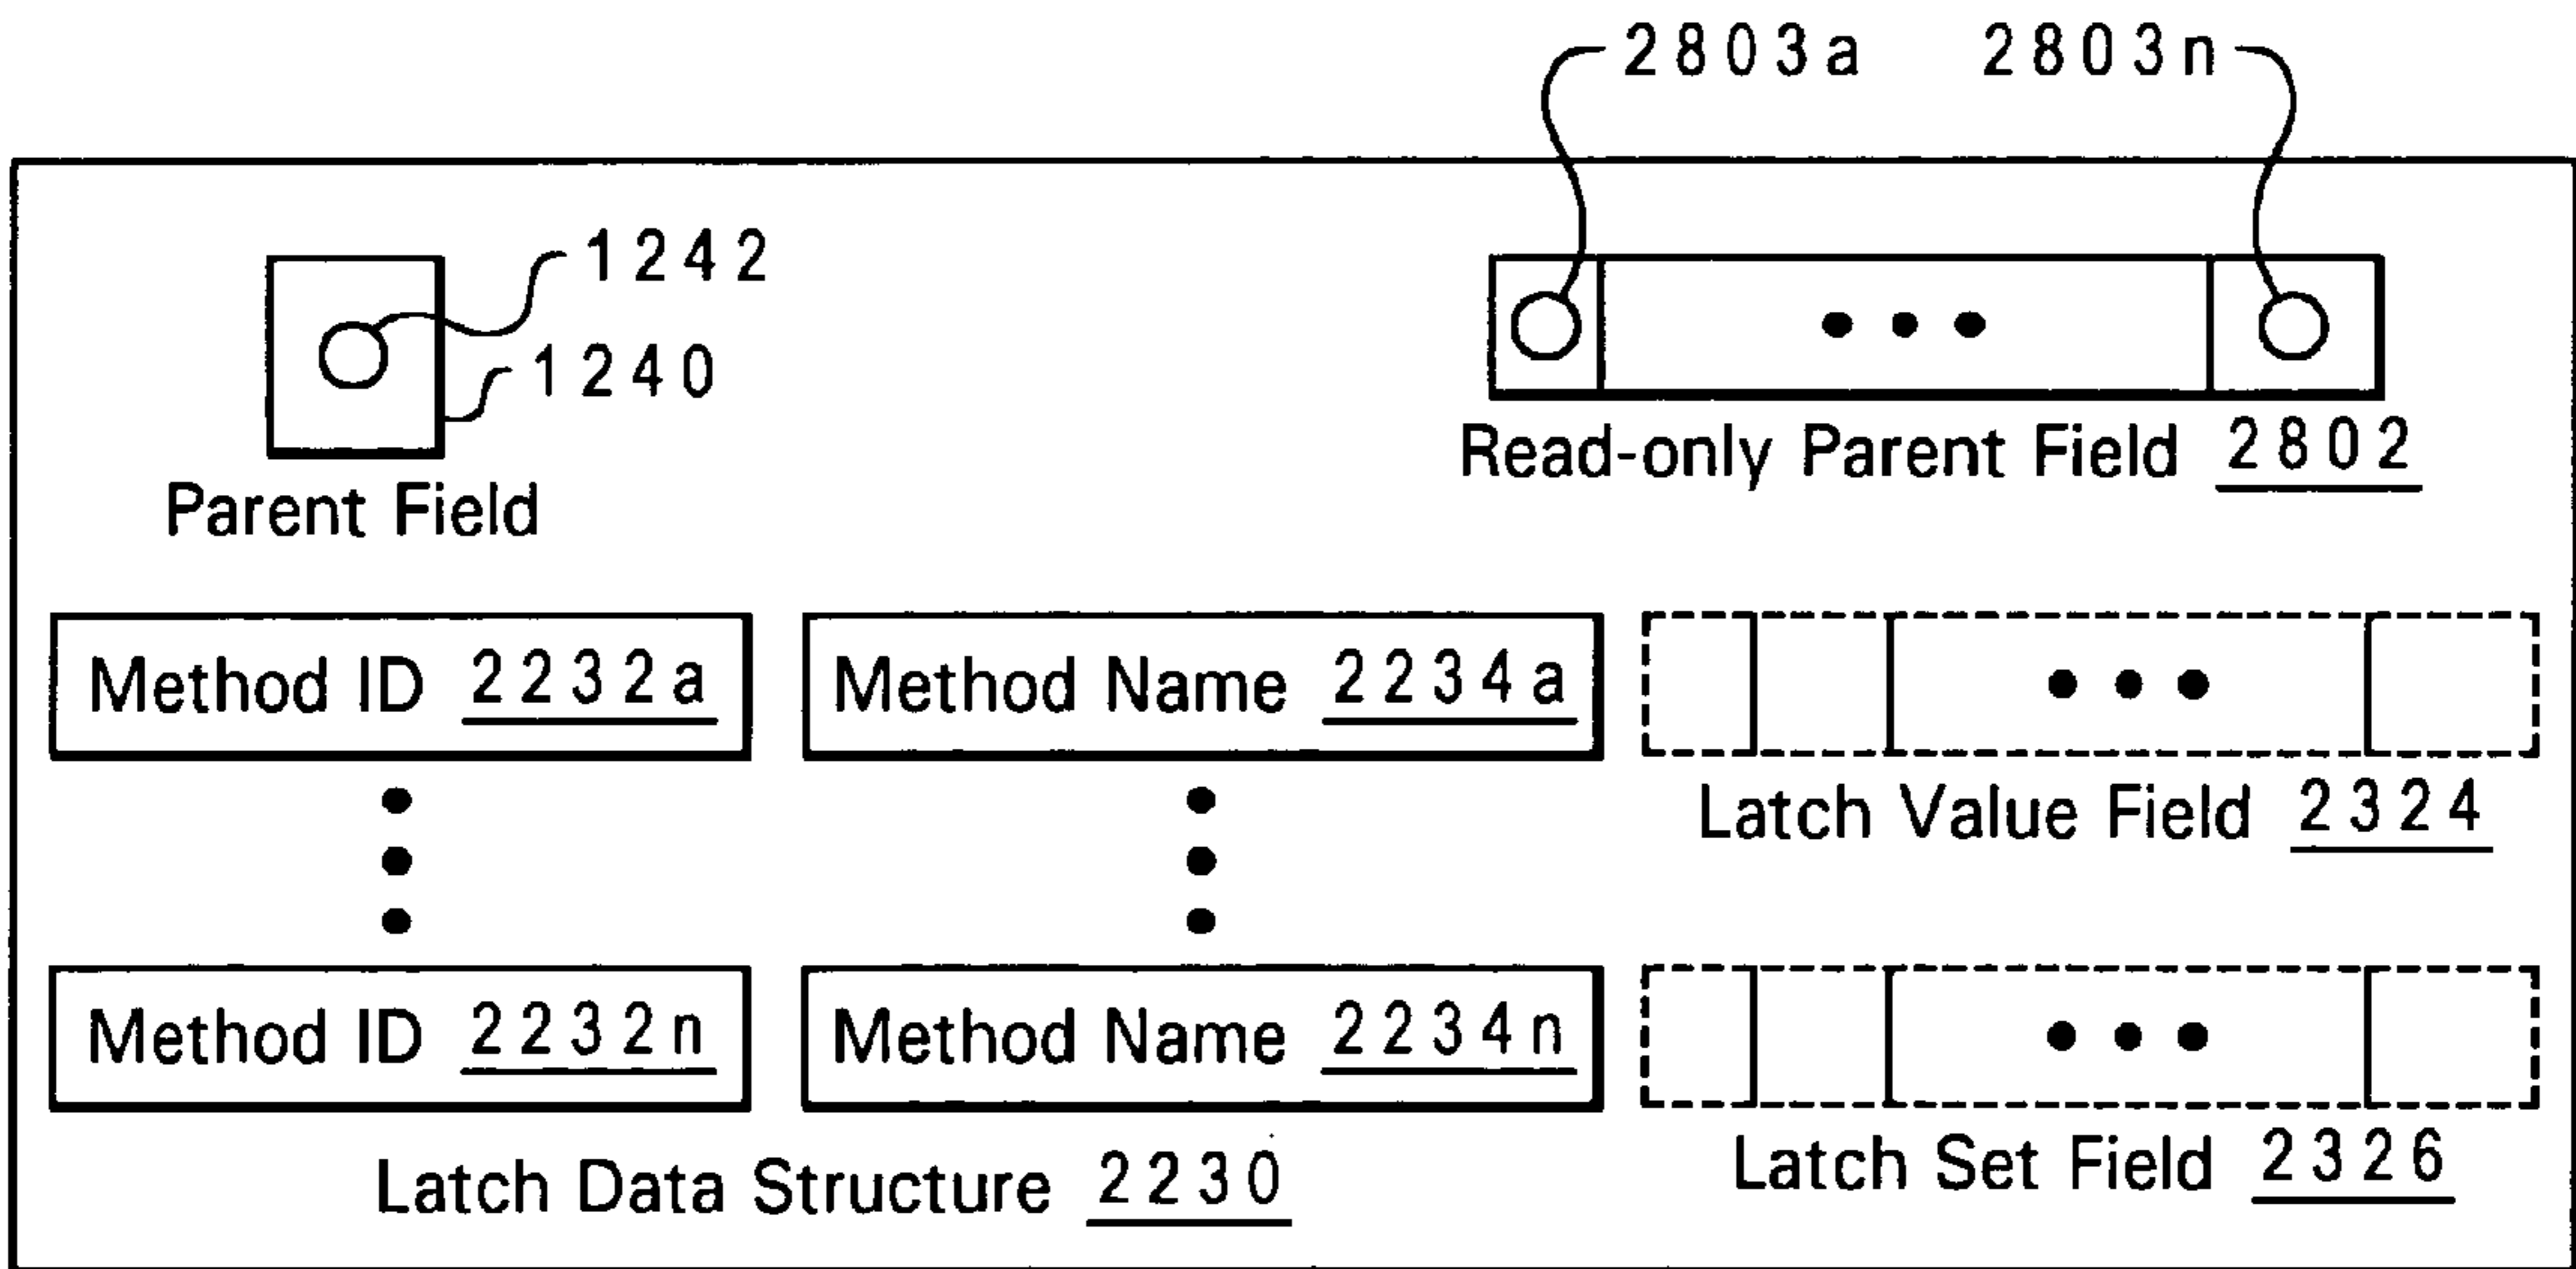 2803a 2803n
1242
1240
Parent Field
Read-only Parent Field 2802
Method ID 2232a
Method Name 2234a
Latch Value Field 2324
Method ID 2232n
Method Name 2234n
Latch Data Structure 2230
Latch Set Field 2326